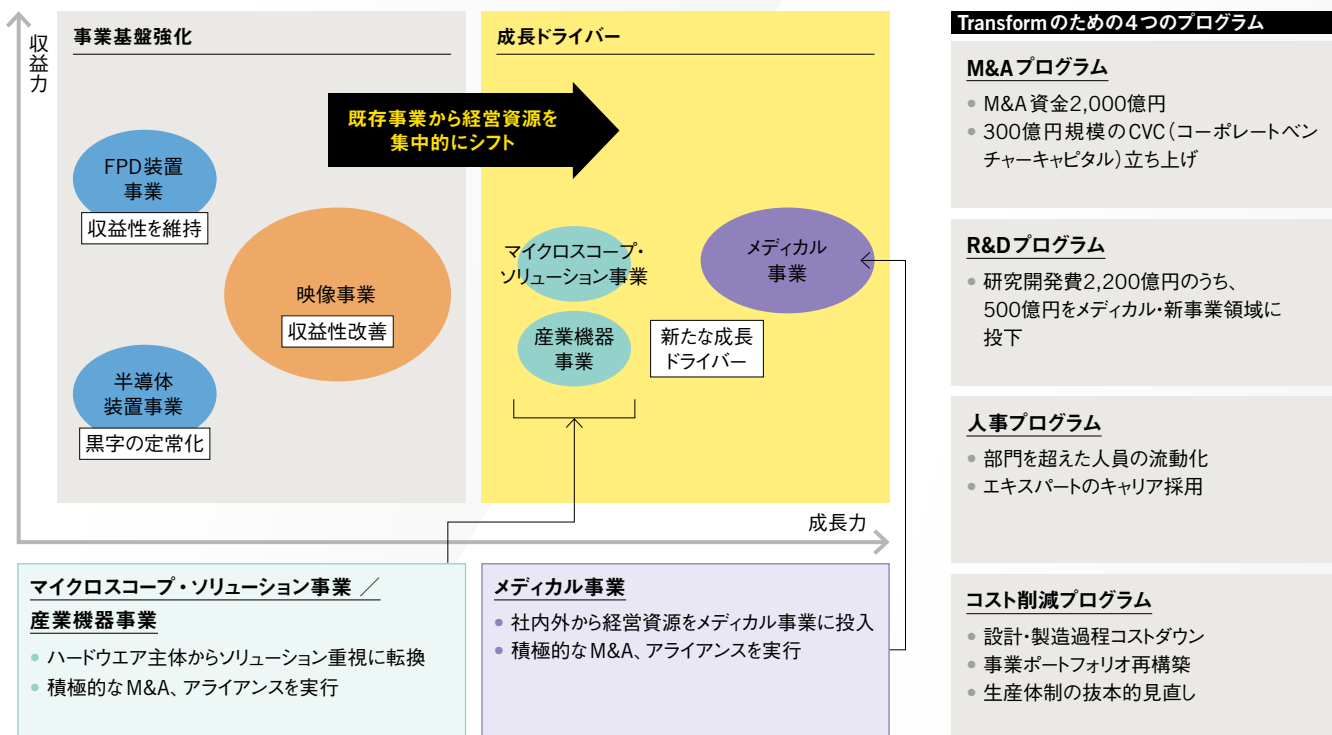 収益力
事業基盤強化
FPD装置
事業
収益性を維持
映像事業
収益性改善
半導体
装置事業
黒字の定常化
既存事業から経営資源を
集中的にシフト
成長ドライバー
マイクロスコープ・
ソリューション事業
産業機器
事業
新たな成長
ドライバー
メディカル
事業
成長力
マイクロスコープ・ソリューション事業 ／
産業機器事業
• ハードウエア主体からソリューション重視に転換
• 積極的なM&A、アライアンスを実行
メディカル事業
• 社内外から経営資源をメディカル事業に投入
• 積極的なM&A、アライアンスを実行
Transformのための4つのプログラム
M&Aプログラム
• M&A資金2,000億円
• 300億円規模のCVC（コーポレートベン
チャーキャピタル）立ち上げ
R&Dプログラム
• 研究開発費2,200億円のうち、
500億円をメディカル・新事業領域に
投下
人事プログラム
• 部門を超えた人員の流動化
• エキスパートのキャリア採用
コスト削減プログラム
• 設計・製造過程コストダウン
• 事業ポートフォリオ再構築
• 生産体制の抜本的見直し